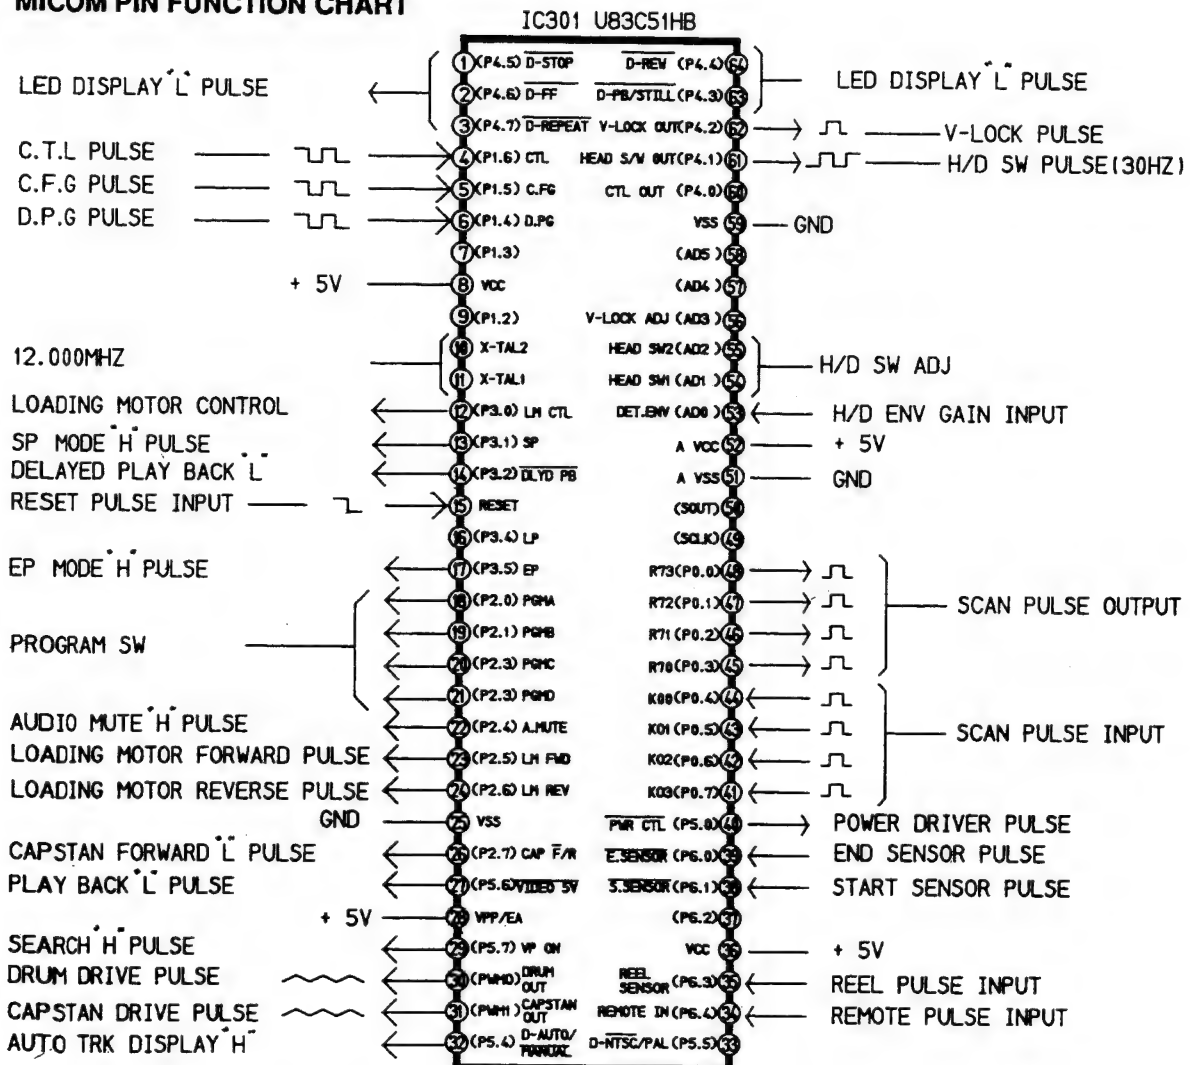 MICOM PIN FUNCTION CHART
IC301 U83C51HB
LED DISPLAY "L" PULSE
1 (P4.5) D-STOP
2 (P4.6) D-FF
3 (P4.7) D-REPEAT
C.T.L PULSE 4 (P1.6) CTL
C.F.G PULSE 5 (P1.5) C.FG
D.P.G PULSE 6 (P1.4) D.PG
7 (P1.3)
+ 5V 8 VCC
9 (P1.2)
12.000MHZ
10 X-TAL2
11 X-TAL1
LOADING MOTOR CONTROL 12 (P3.0) LM CTL
SP MODE "H" PULSE 13 (P3.1) SP
DELAYED PLAY BACK "L" 14 (P3.2) DLYD PB
RESET PULSE INPUT 15 RESET
16 (P3.4) LP
EP MODE "H" PULSE 17 (P3.5) EP
PROGRAM SW
18 (P2.0) PGMA
19 (P2.1) PGMB
20 (P2.3) PGMC
21 (P2.3) PGMD
AUDIO MUTE "H" PULSE 22 (P2.4) A.MUTE
LOADING MOTOR FORWARD PULSE 23 (P2.5) LM FWD
LOADING MOTOR REVERSE PULSE 24 (P2.6) LM REV
GND 25 VSS
CAPSTAN FORWARD "L" PULSE 26 (P2.7) CAP F/R
PLAY BACK "L" PULSE 27 (P5.6) VIDEO SV
+ 5V 28 VPP/EA
SEARCH "H" PULSE 29 (P5.7) VP ON
DRUM DRIVE PULSE 30 (PWM0) DRUM OUT
CAPSTAN DRIVE PULSE 31 (PWM1) CAPSTAN OUT
AUTO TRK DISPLAY "H" 32 (P5.4) D-AUTO/MANUAL
D-REW (P4.4) 64
D-PB/STILL (P4.3) 63
LED DISPLAY "L" PULSE
V-LOCK OUT (P4.2) 62 V-LOCK PULSE
HEAD S/W OUT (P4.1) 61 H/D SW PULSE (30HZ)
CTL OUT (P4.0) 60
VSS 59 GND
(AD5) 58
(AD4) 57
V-LOCK ADJ (AD3) 56
HEAD SW2 (AD2) 55
HEAD SW1 (AD1) 54
H/D SW ADJ
DET.ENV (AD0) 53 H/D ENV GAIN INPUT
A VCC 52 + 5V
A VSS 51 GND
(SOUT) 50
(SCLK) 49
R73 (P0.0) 48
R72 (P0.1) 47
R71 (P0.2) 46
R70 (P0.3) 45
SCAN PULSE OUTPUT
K00 (P0.4) 44
K01 (P0.5) 43
K02 (P0.6) 42
K03 (P0.7) 41
SCAN PULSE INPUT
PWR CTL (P5.0) 40 POWER DRIVER PULSE
E.SENSOR (P6.0) 39 END SENSOR PULSE
S.SENSOR (P6.1) 38 START SENSOR PULSE
(P6.2) 37
VCC 36 + 5V
REEL SENSOR (P6.3) 35 REEL PULSE INPUT
REMOTE IN (P6.4) 34 REMOTE PULSE INPUT
D-NTSC/PAL (P5.5) 33